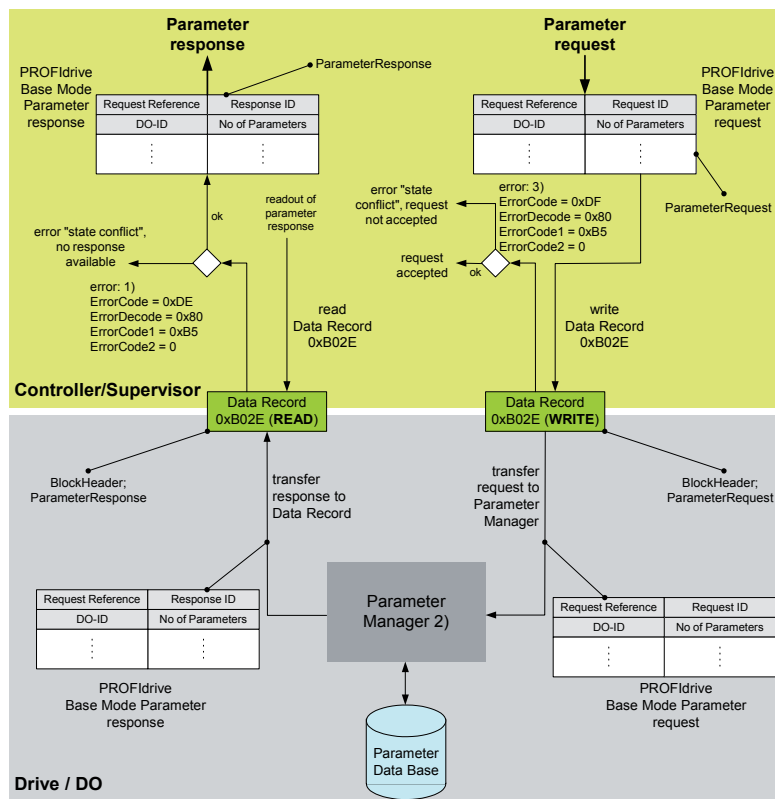 Parameter
response
Parameter
request
PROFIdrive
Base Mode
Parameter
response
ParameterResponse
Request Reference
Response ID
DO-ID
No of Parameters
Request Reference
Request ID
DO-ID
No of Parameters
PROFIdrive
Base Mode
Parameter
request
ParameterRequest
ok
readout of
parameter
response
error "state conflict",
no response
available
error: 1)
ErrorCode = 0xDE
ErrorDecode = 0x80
ErrorCode1 = 0xB5
ErrorCode2 = 0
error "state
conflict", request
not accepted
error: 3)
ErrorCode = 0xDF
ErrorDecode = 0x80
ErrorCode1 = 0xB5
ErrorCode2 = 0
request
accepted
ok
read
Data Record
0xB02E
write
Data Record
0xB02E
Controller/Supervisor
Data Record
0xB02E (READ)
Data Record
0xB02E (WRITE)
BlockHeader;
ParameterResponse
transfer
response to
Data Record
transfer
request to
Parameter
Manager
BlockHeader;
ParameterRequest
Request Reference
Response ID
DO-ID
No of Parameters
PROFIdrive
Base Mode Parameter
response
Parameter
Manager 2)
Request Reference
Request ID
DO-ID
No of Parameters
PROFIdrive
Base Mode Parameter
request
Parameter
Data Base
Drive / DO